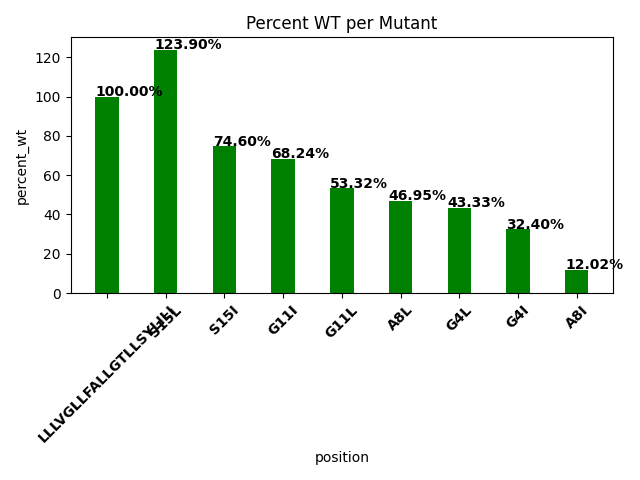 Percent WT per Mutant
percent_wt
120
100
80
60
40
20
0
100.00%
123.90%
74.60%
68.24%
53.32%
46.95%
43.33%
32.40%
12.02%
S15L
S15I
G11I
G11L
A8L
G4L
G4I
A8I
position